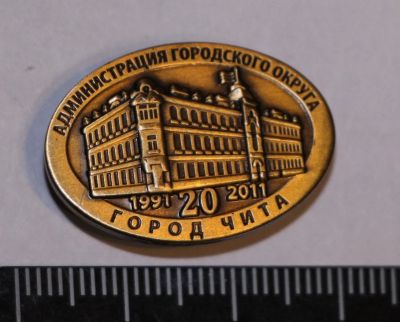 АДМИНИСТРАЦИЯ ГОРОДСКОГО ОКРУГА
1991 20 2011
ГОРОД ЧИТА